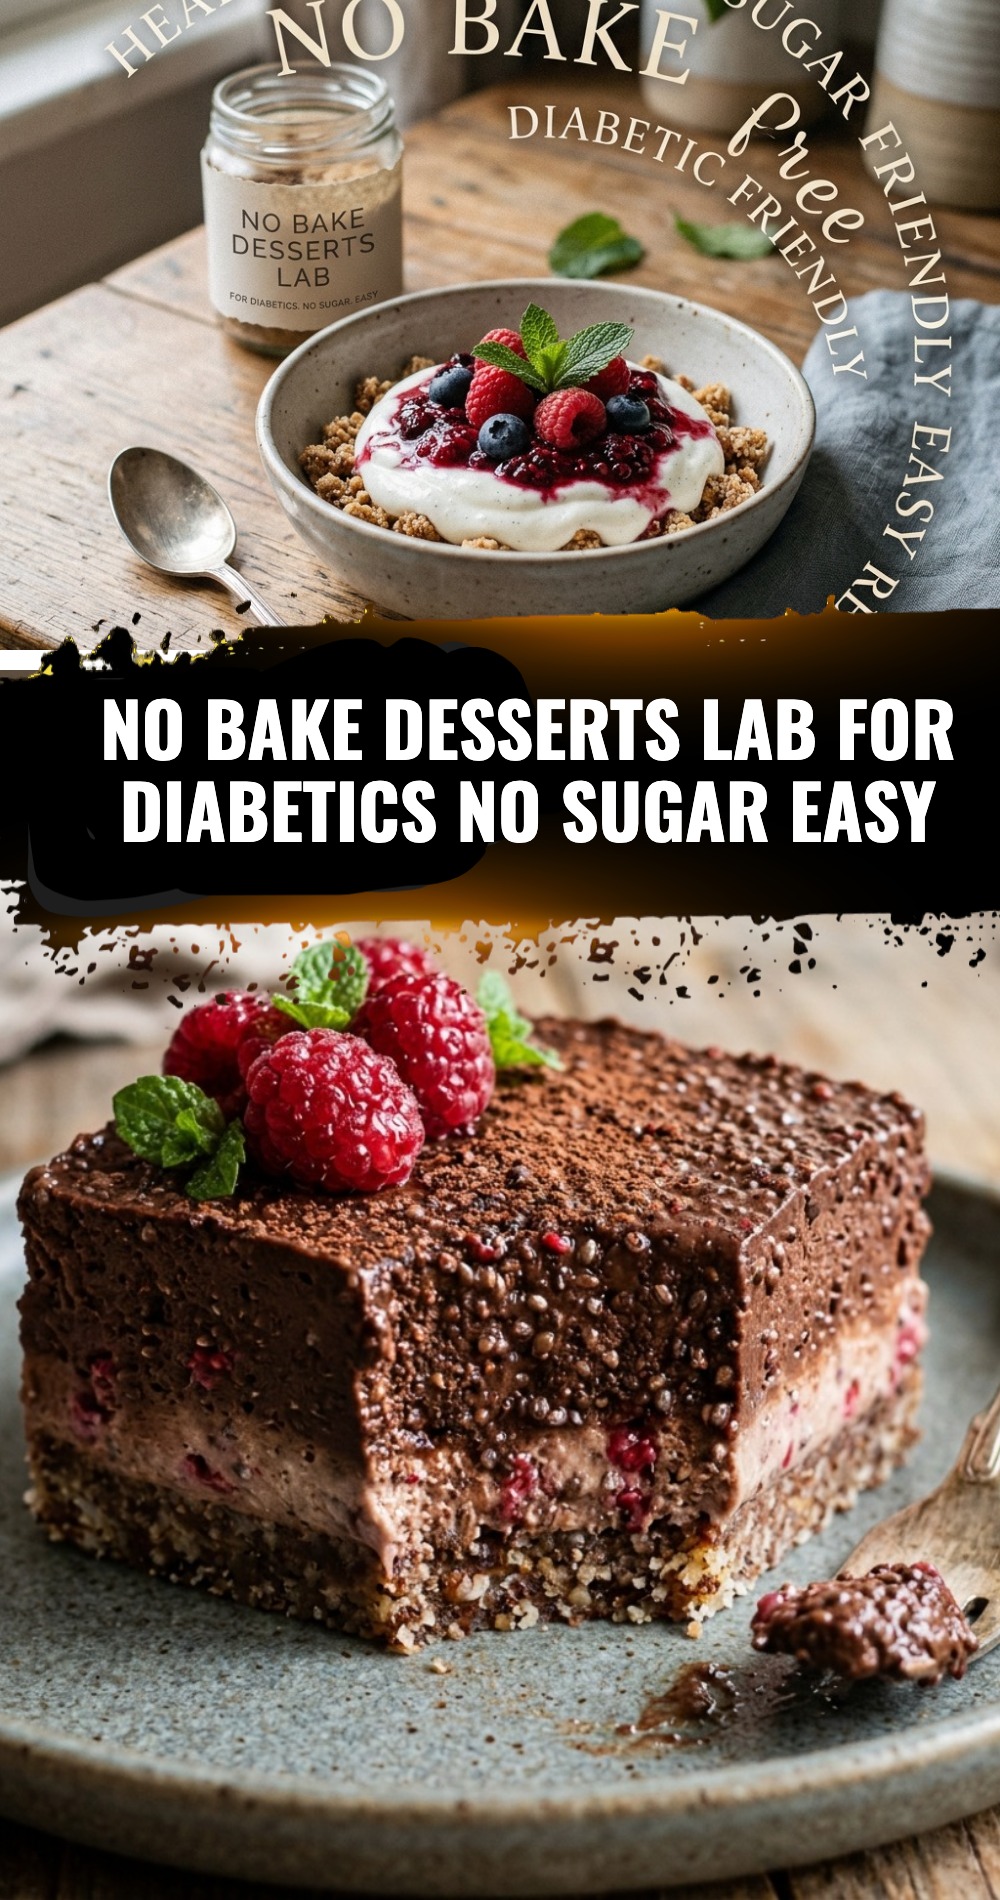 NO BAKE
SUGAR FRIENDLY EASY
free
DIABETIC FRIENDLY
NO BAKE
DESSERTS
LAB
FOR DIABETICS. NO SUGAR. EASY
NO BAKE DESSERTS LAB FOR
DIABETICS NO SUGAR EASY